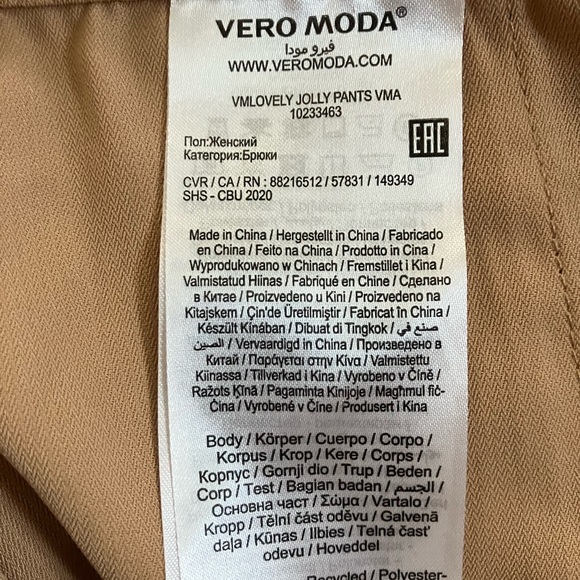 VERO MODA®
فيرو مودا
WWW.VEROMODA.COM
VMLOVELY JOLLY PANTS VMA
10233463
EAC
Пол:Женский
Категория:Брюки
CVR / CA / RN : 88216512 / 57831 / 149349
SHS - CBU 2020
Made in China / Hergestellt in China / Fabricado
en China / Feito na China / Prodotto in Cina /
Wyprodukowano w Chinach / Fremstillet i Kina /
Valmistatud Hiinas / Fabriqué en Chine / Сделано
в Китае / Proizvedeno u Kini / Proizvedeno na
Kitajskem / Çin'de Üretilmiştir / Fabricat în China /
Készült Kínában / Dibuat di Tingkok / صنع في
الصين / Vervaardigd in China / Произведено в
Китай / Παράγεται στην Κίνα / Valmistettu
Kiinassa / Tillverkad i Kina / Vyrobeno v Číně /
Ražots Ķīnā / Pagaminta Kinijoje / Magħmul fiċ-
Ċina / Vyrobené v Číne / Produsert i Kina
Body / Körper / Cuerpo / Corpo /
Korpus / Krop / Kere / Corps /
Корпус / Gornji dio / Trup / Beden /
Corp / Test / Bagian badan / الجسم /
Основна част / Σώμα / Vartalo /
Kropp / Tělní část oděvu / Galvenā
daļa / Kūnas / Ilbies / Telná časť
odevu / Hoveddel
Recycled / Polyester-